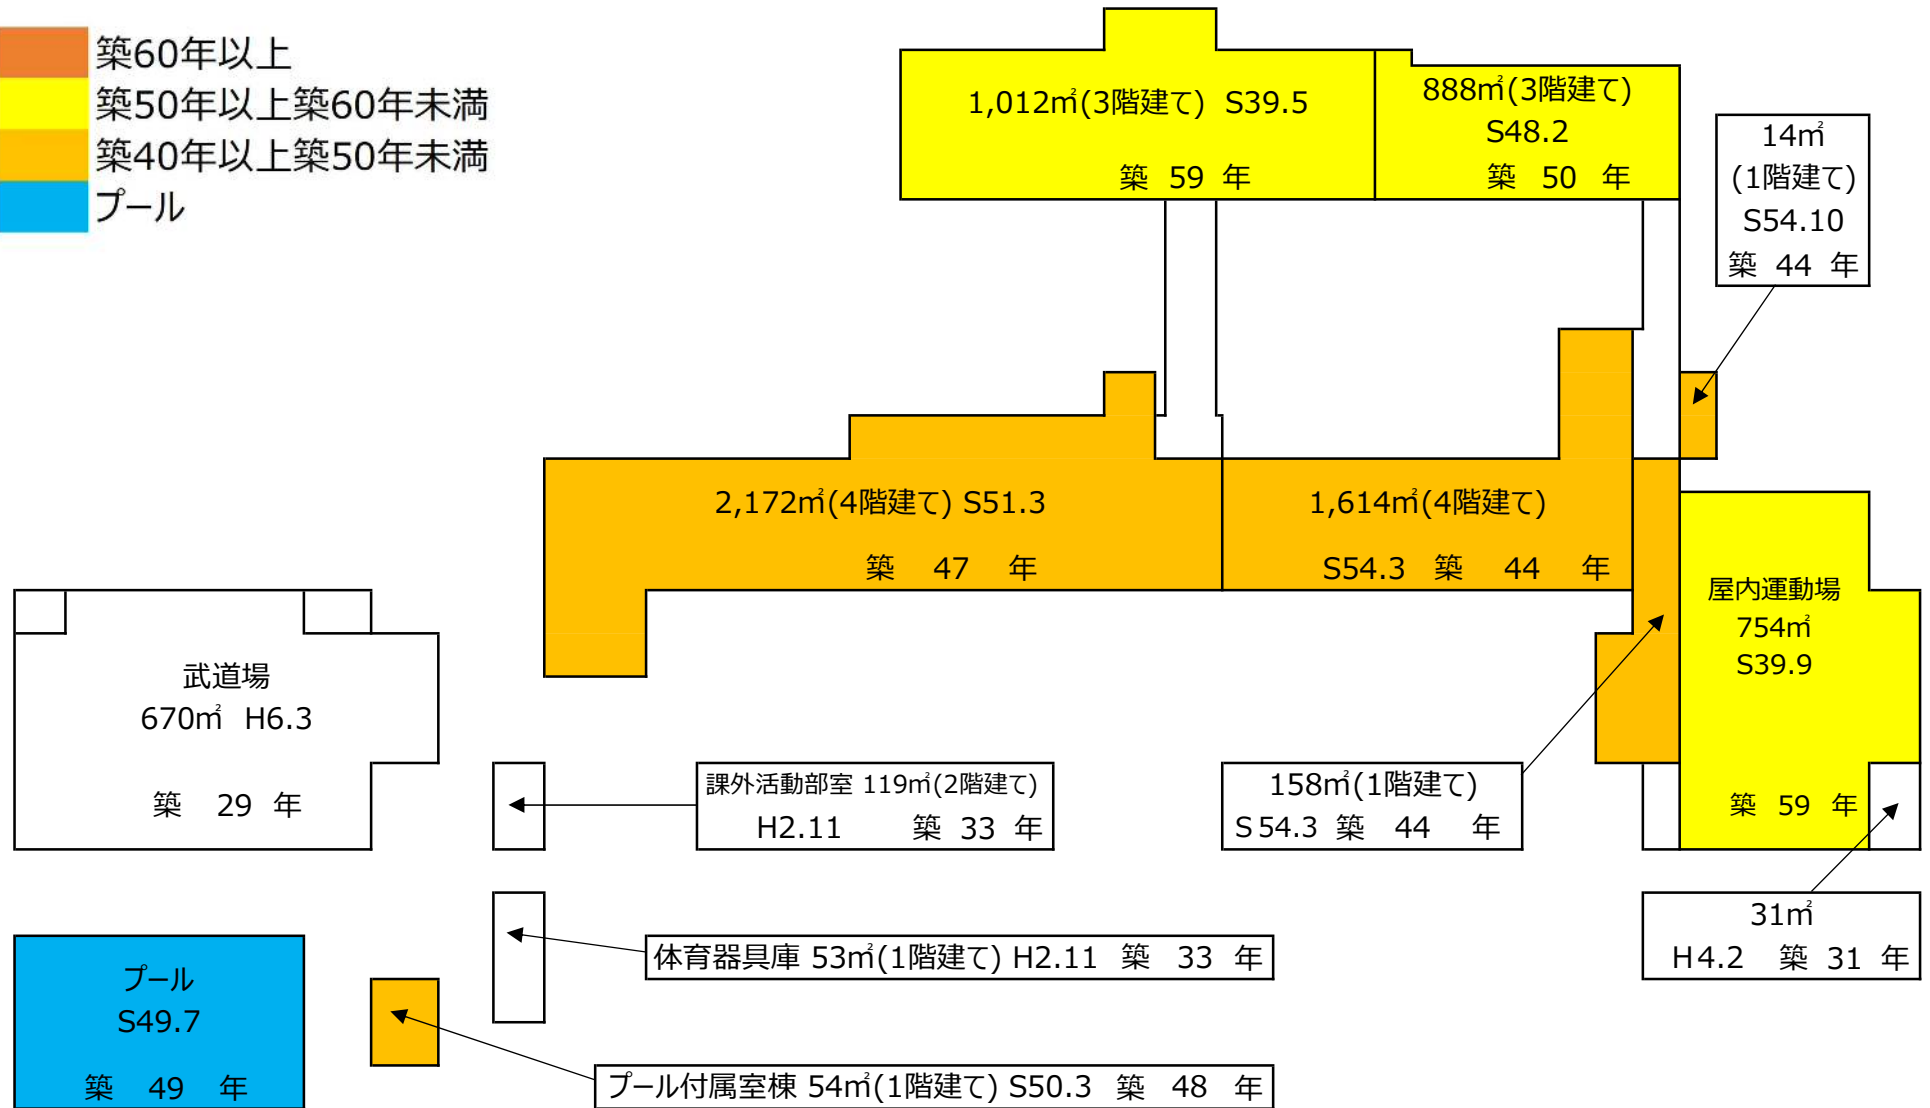 築60年以上
築50年以上築60年未満
築40年以上築50年未満
プール
1,012㎡(3階建て) S39.5
築 59 年
888㎡(3階建て)
S48.2
築 50 年
14㎡
(1階建て)
S54.10
築 44 年
2,172㎡(4階建て) S51.3
築 47 年
1,614㎡(4階建て)
S54.3 築 44 年
屋内運動場
754㎡
S39.9
築 59 年
武道場
670㎡ H6.3
築 29 年
課外活動部室 119㎡(2階建て)
H2.11 築 33 年
158㎡(1階建て)
S54.3 築 44 年
31㎡
H4.2 築 31 年
体育器具庫 53㎡(1階建て) H2.11 築 33 年
プール
S49.7
築 49 年
プール付属室棟 54㎡(1階建て) S50.3 築 48 年